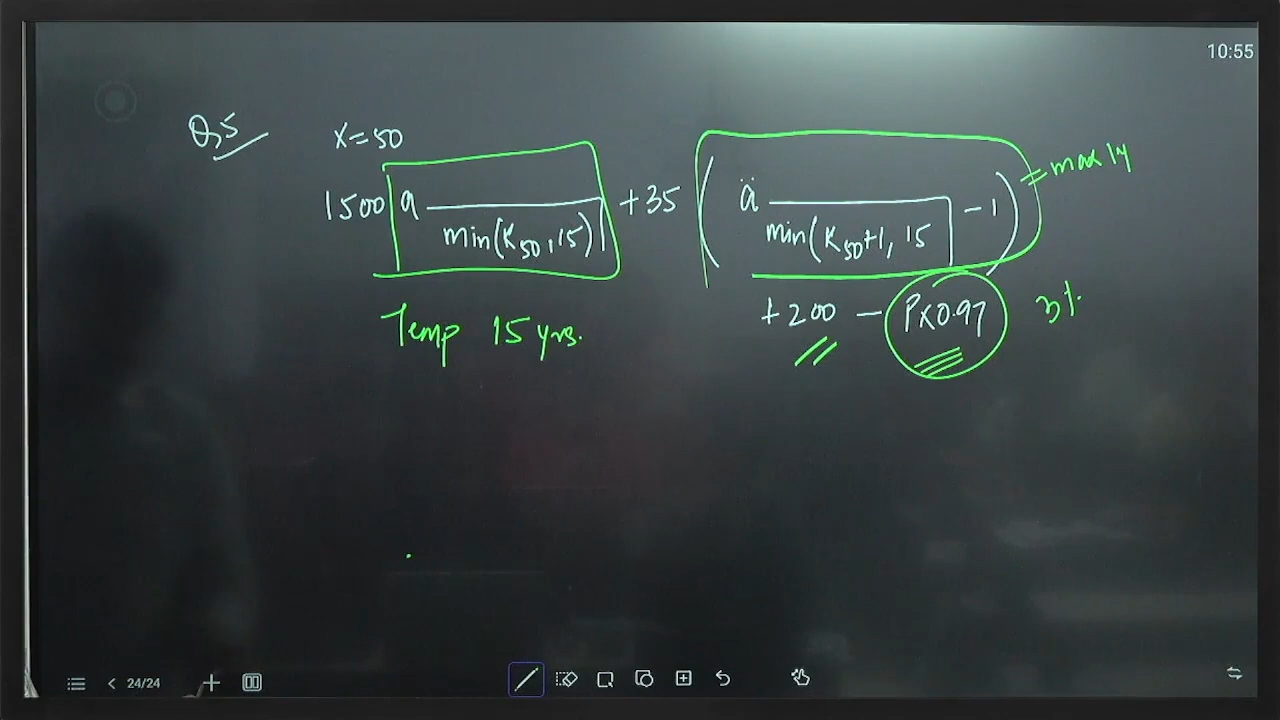 10:55
Q5 x=50
1500 a min(K50, 15) + 35 ( ä min(K50+1, 15 - 1 ) = max 14
+ 200 - P×0.97 3%
Temp 15 yrs.
24/24